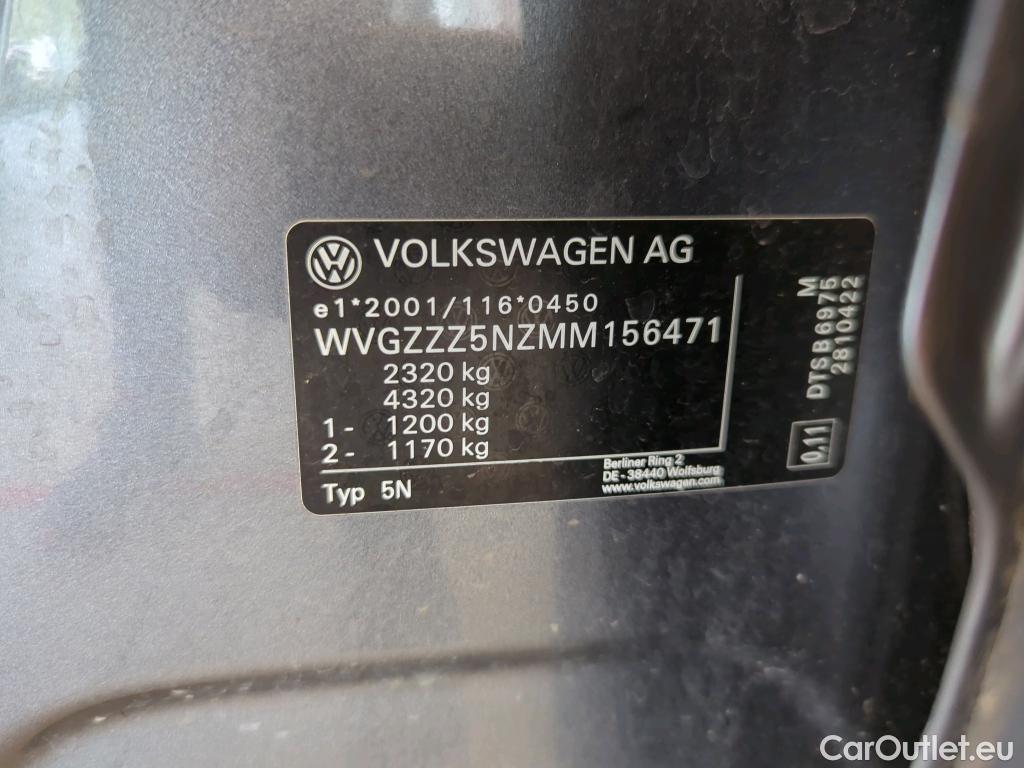 VOLKSWAGEN AG
e1*2001/116*0450
WVGZZZ5NZMM156471
2320 kg
4320 kg
1 - 1200 kg
2 - 1170 kg
Typ 5N
Berliner Ring 2
DE - 38440 Wolfsburg
www.volkswagen.com
M
DTSB6975
2810422
0,11
CarOutlet.eu